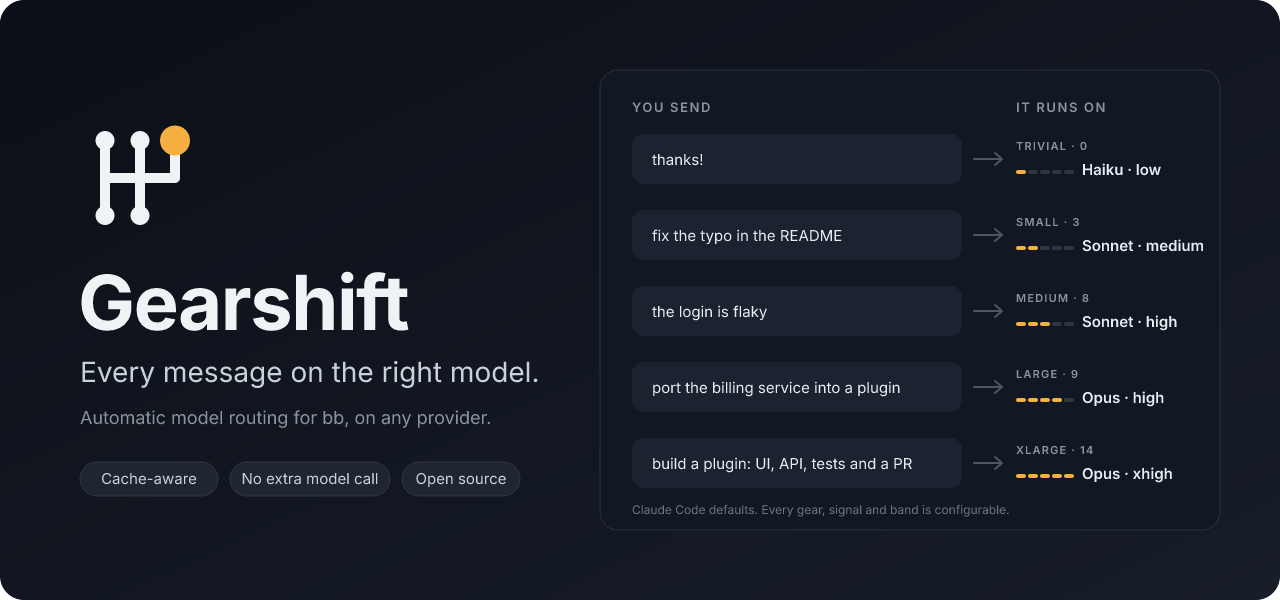 Gearshift
Every message on the right model.
Automatic model routing for bb, on any provider.
Cache-aware
No extra model call
Open source
YOU SEND
IT RUNS ON
thanks!
TRIVIAL · 0
Haiku · low
fix the typo in the README
SMALL · 3
Sonnet · medium
the login is flaky
MEDIUM · 8
Sonnet · high
port the billing service into a plugin
LARGE · 9
Opus · high
build a plugin: UI, API, tests and a PR
XLARGE · 14
Opus · xhigh
Claude Code defaults. Every gear, signal and band is configurable.